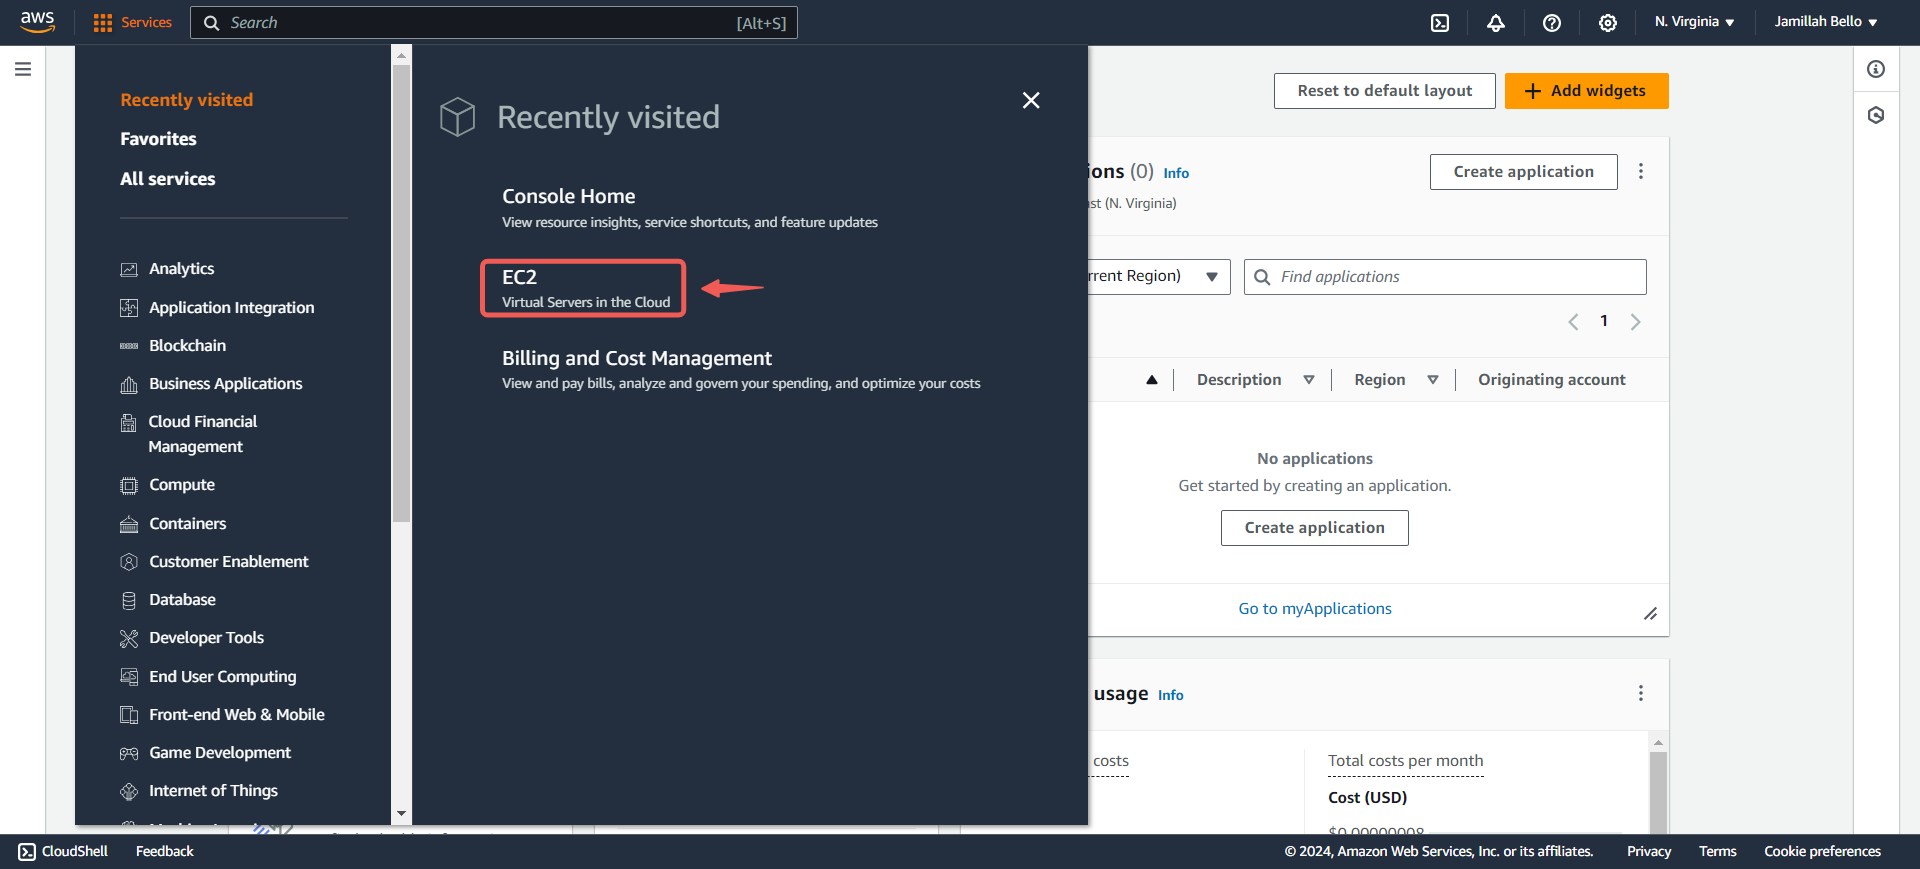 aws
Services
Search
[Alt+S]
N. Virginia
Jamillah Bello
Recently visited
Favorites
All services
Analytics
Application Integration
Blockchain
Business Applications
Cloud Financial
Management
Compute
Containers
Customer Enablement
Database
Developer Tools
End User Computing
Front-end Web & Mobile
Game Development
Internet of Things
Recently visited
Console Home
View resource insights, service shortcuts, and feature updates
EC2
Virtual Servers in the Cloud
Billing and Cost Management
View and pay bills, analyze and govern your spending, and optimize your costs
Reset to default layout
Add widgets
ions (0) Info
Create application
st (N. Virginia)
rrent Region)
Find applications
1
Description
Region
Originating account
No applications
Get started by creating an application.
Create application
Go to myApplications
usage Info
costs
Total costs per month
Cost (USD)
$0.00000008
CloudShell
Feedback
© 2024, Amazon Web Services, Inc. or its affiliates.
Privacy
Terms
Cookie preferences